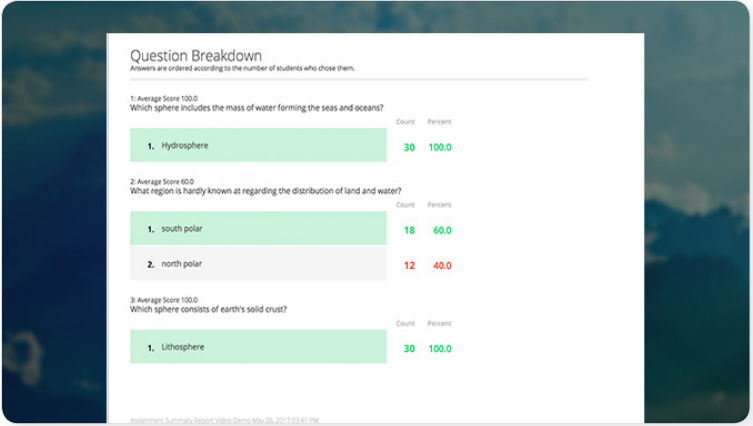 Question Breakdown
Answers are ordered according to the number of students who chose them.
1: Average Score 100.0
Which sphere includes the mass of water forming the seas and oceans?
Count Percent
1. Hydrosphere 30 100.0
2: Average Score 60.0
What region is hardly known at regarding the distribution of land and water?
Count Percent
1. south polar 18 60.0
2. north polar 12 40.0
3: Average Score 100.0
Which sphere consists of earth's solid crust?
Count Percent
1. Lithosphere 30 100.0
Assignment Summary Report Video Demo May 26, 2017 03:41 PM